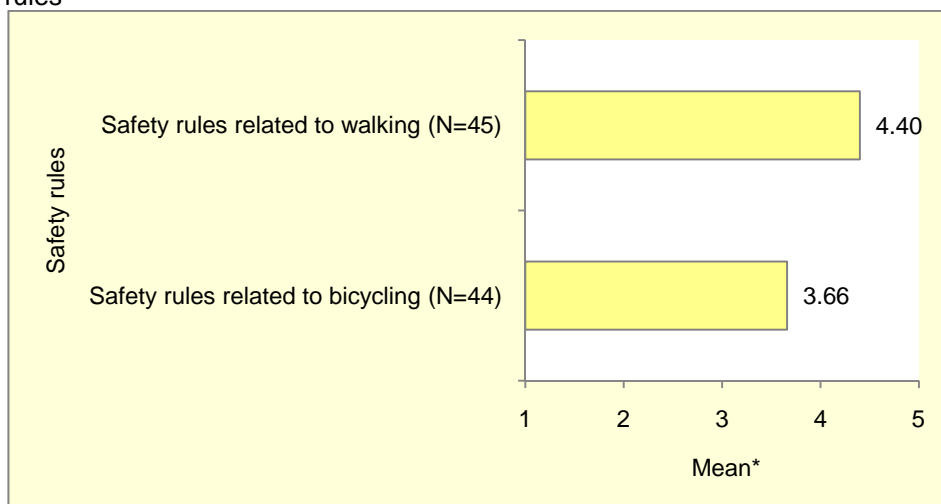 rules
Safety rules
Safety rules related to walking (N=45)
4.40
Safety rules related to bicycling (N=44)
3.66
1 2 3 4 5
Mean*